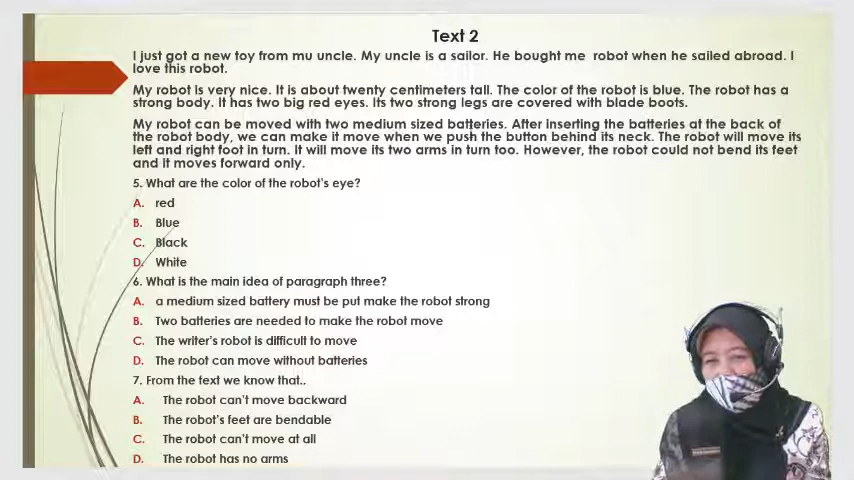 Text 2
I just got a new toy from mu uncle. My uncle is a sailor. He bought me robot when he sailed abroad. I
love this robot.
My robot is very nice. It is about twenty centimeters tall. The color of the robot is blue. The robot has a
strong body. It has two big red eyes. Its two strong legs are covered with blade boots.
My robot can be moved with two medium sized batteries. After inserting the batteries at the back of
the robot body, we can make it move when we push the button behind its neck. The robot will move its
left and right foot in turn. It will move its two arms in turn too. However, the robot could not bend its feet
and it moves forward only.
5. What are the color of the robot's eye?
A. red
B. Blue
C. Black
D. White
6. What is the main idea of paragraph three?
A. a medium sized battery must be put make the robot strong
B. Two batteries are needed to make the robot move
C. The writer's robot is difficult to move
D. The robot can move without batteries
7. From the text we know that..
A. The robot can't move backward
B. The robot's feet are bendable
C. The robot can't move at all
D. The robot has no arms